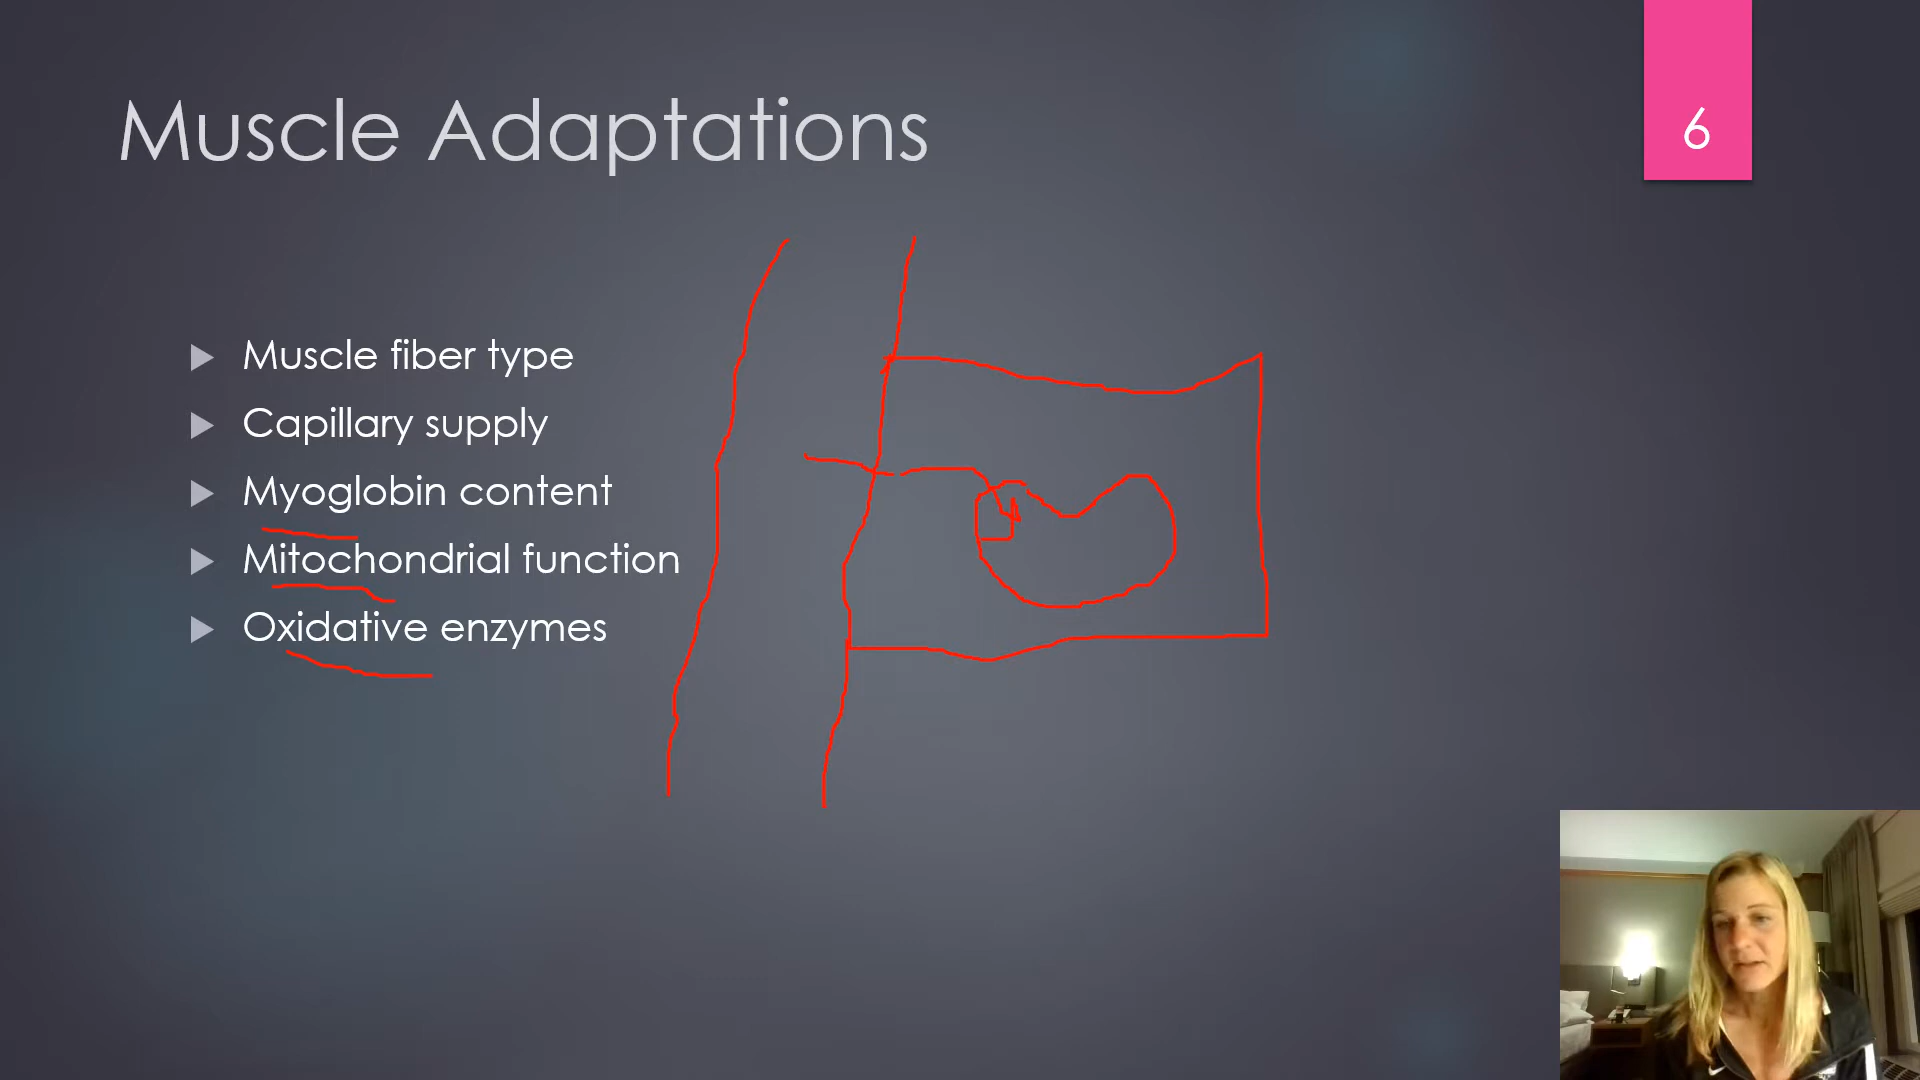 Muscle Adaptations
6
Muscle fiber type
Capillary supply
Myoglobin content
Mitochondrial function
Oxidative enzymes